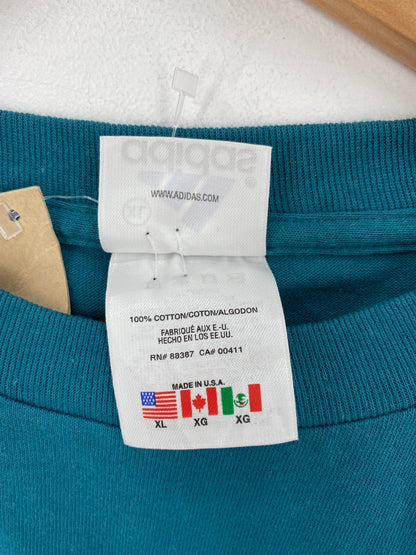 adidas
WWW.ADIDAS.COM
100% COTTON/COTON/ALGODON
FABRIQUÉ AUX E.-U.
HECHO EN LOS EE.UU.
RN# 88387 CA# 00411
MADE IN U.S.A.
XL XG XG